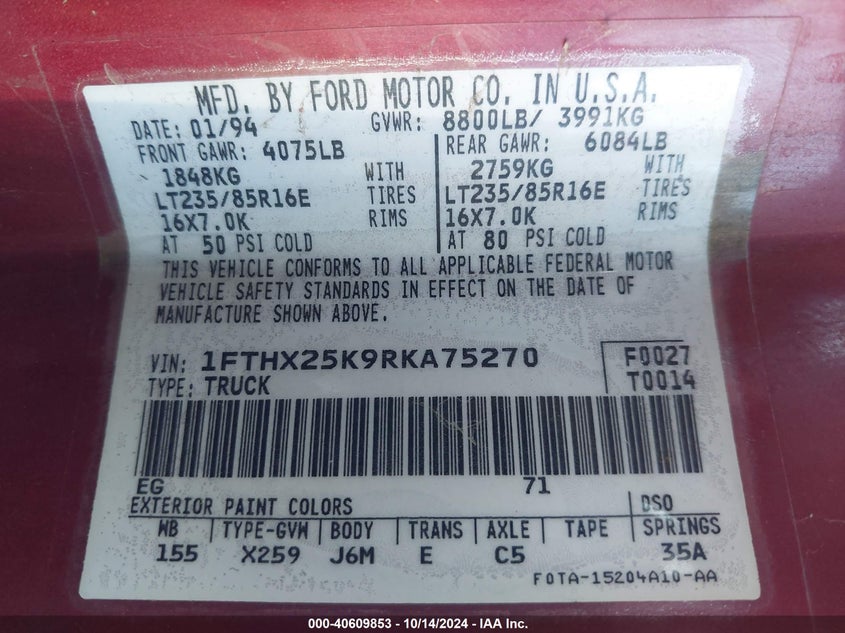 MFD. BY FORD MOTOR CO. IN U.S.A.
DATE: 01/94 GVWR: 8800LB/ 3991KG
FRONT GAWR: 4075LB REAR GAWR: 6084LB
1848KG WITH 2759KG WITH
LT235/85R16E TIRES LT235/85R16E TIRES
16X7.0K RIMS 16X7.0K RIMS
AT 50 PSI COLD AT 80 PSI COLD
THIS VEHICLE CONFORMS TO ALL APPLICABLE FEDERAL MOTOR
VEHICLE SAFETY STANDARDS IN EFFECT ON THE DATE OF
MANUFACTURE SHOWN ABOVE.
VIN: 1FTHX25K9RKA75270 F0027
TYPE: TRUCK T0014
EG 71
EXTERIOR PAINT COLORS DSO
WB TYPE-GVW BODY TRANS AXLE TAPE SPRINGS
155 X259 J6M E C5 35A
F0TA-15204A10-AA
000-40609853 - 10/14/2024 - IAA Inc.